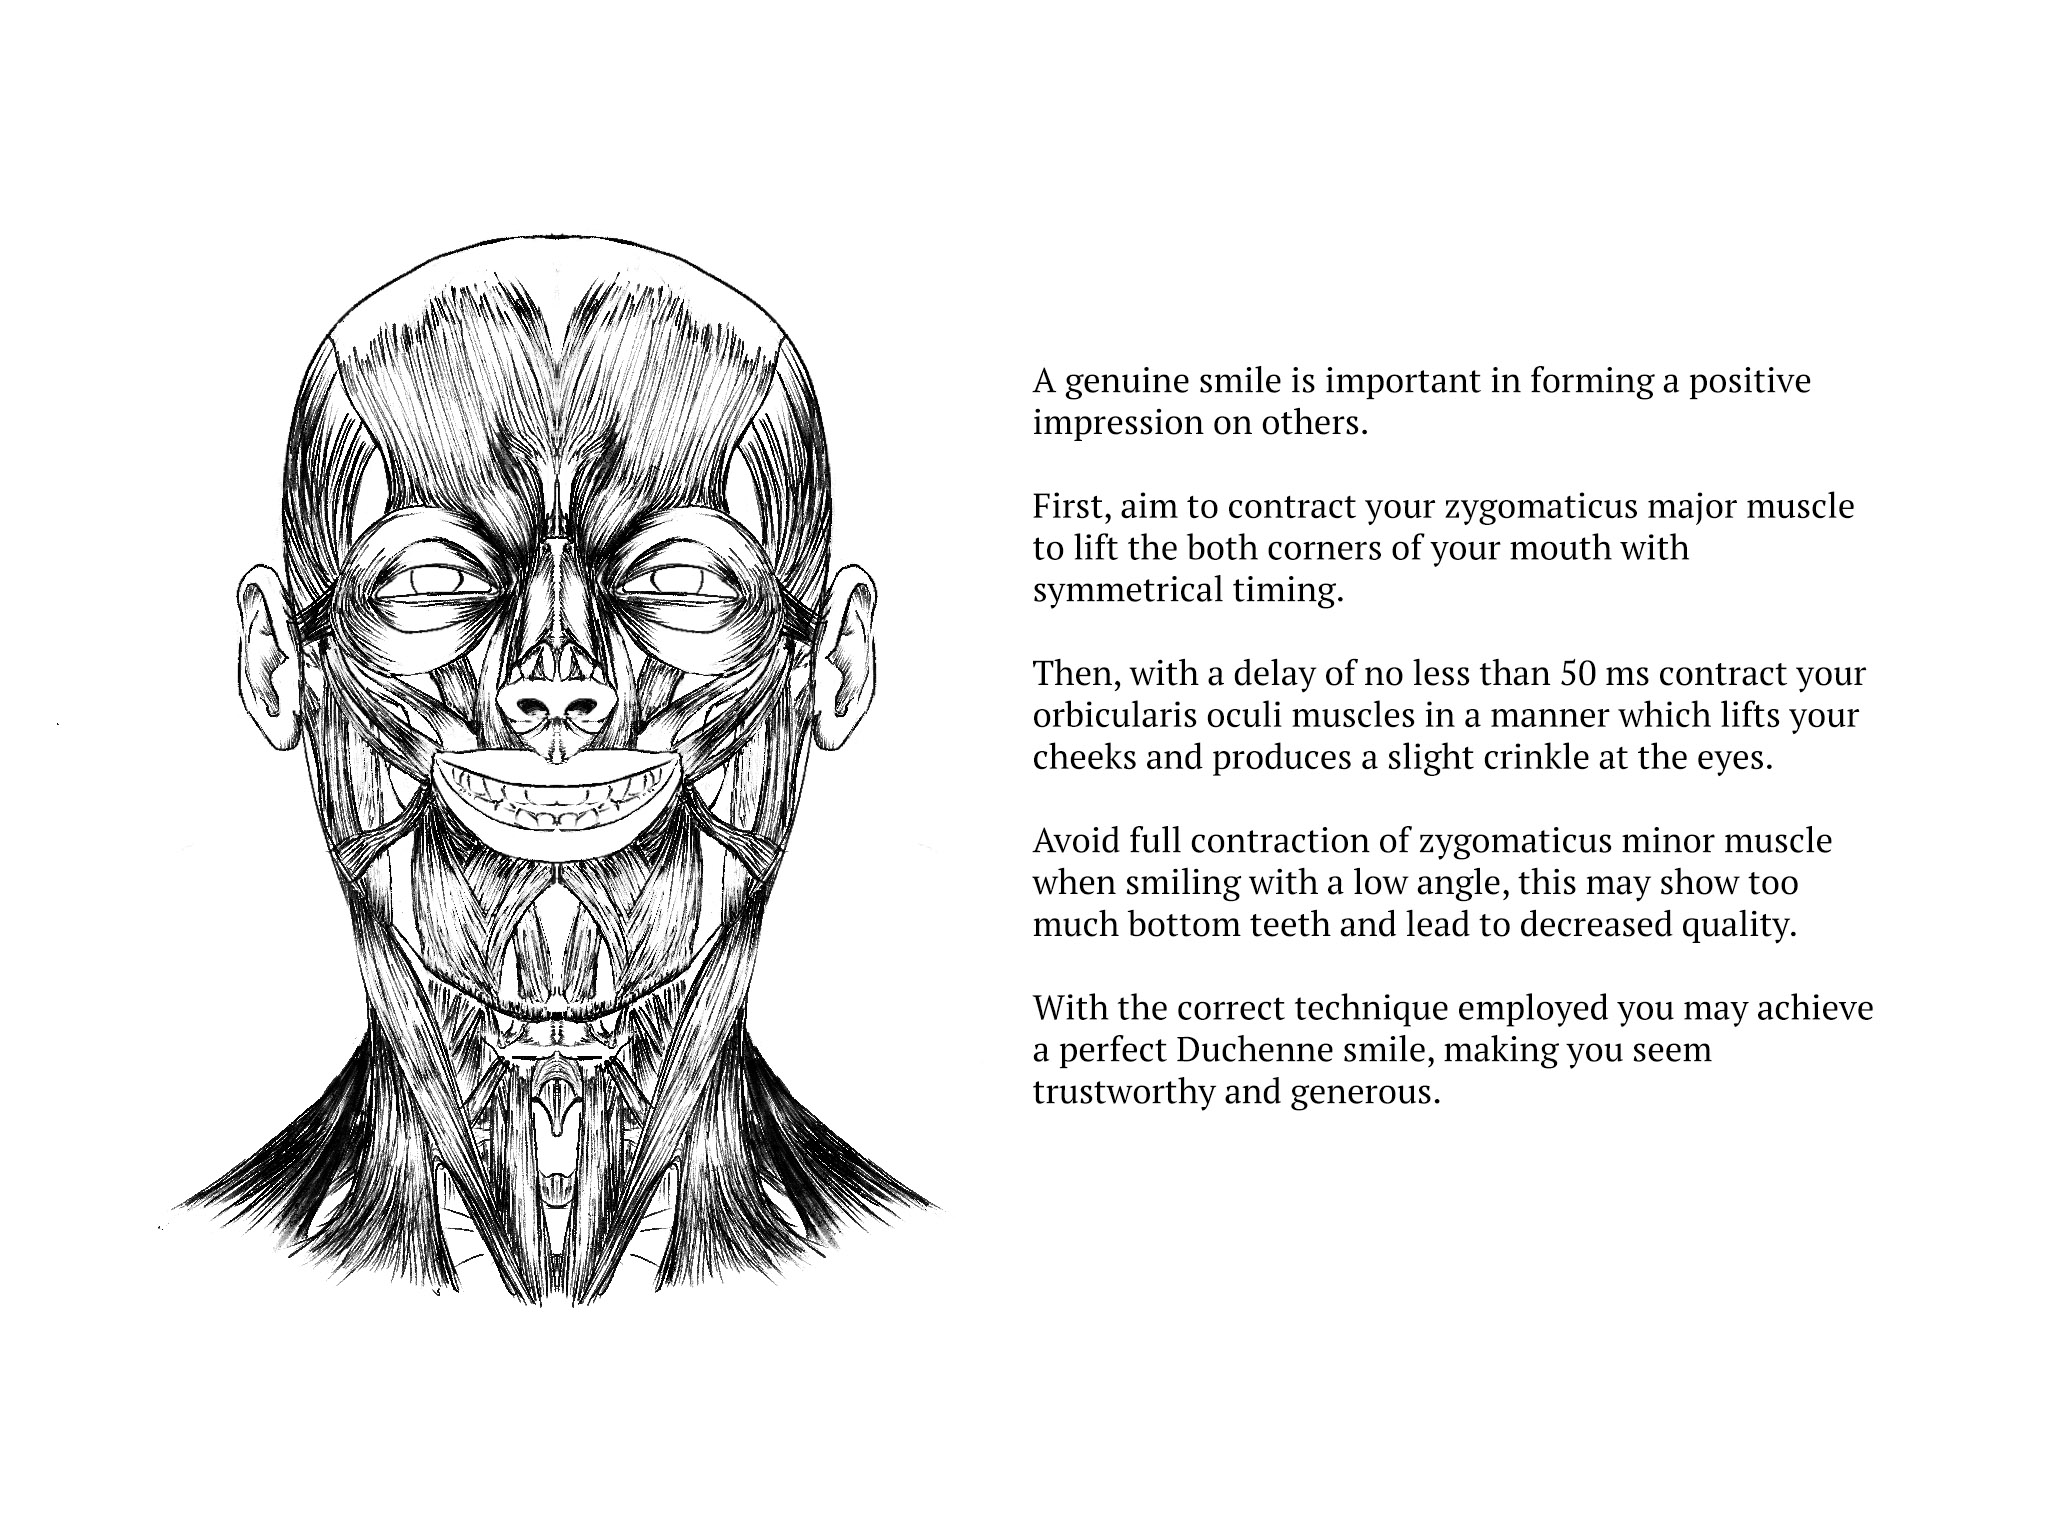 A genuine smile is important in forming a positive
impression on others.
First, aim to contract your zygomaticus major muscle
to lift the both corners of your mouth with
symmetrical timing.
Then, with a delay of no less than 50 ms contract your
orbicularis oculi muscles in a manner which lifts your
cheeks and produces a slight crinkle at the eyes.
Avoid full contraction of zygomaticus minor muscle
when smiling with a low angle, this may show too
much bottom teeth and lead to decreased quality.
With the correct technique employed you may achieve
a perfect Duchenne smile, making you seem
trustworthy and generous.